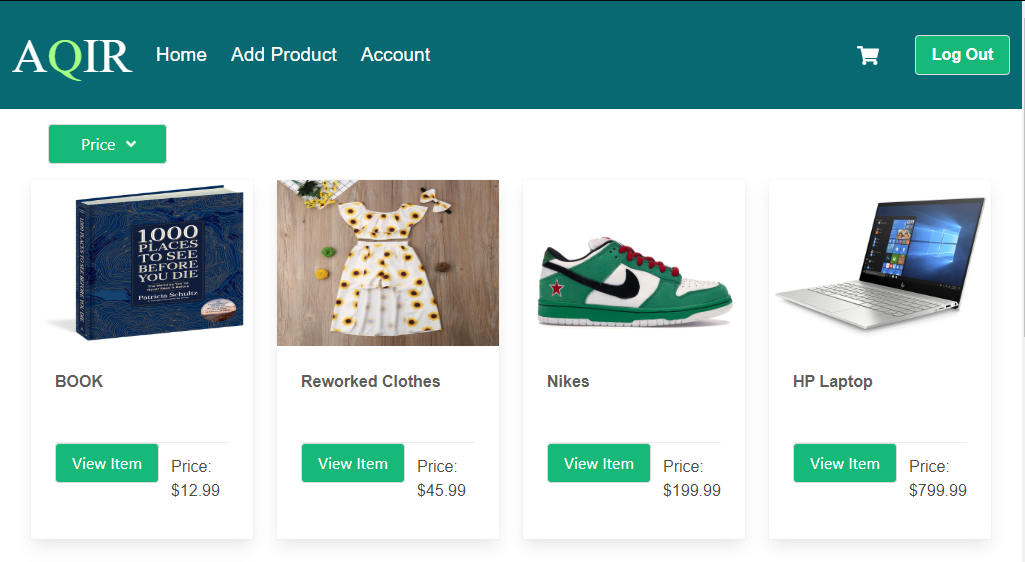 AQIR Home Add Product Account Log Out
Price
1000
PLACES
TO SEE
BEFORE
YOU DIE
Patricia Schultz
BOOK
Reworked Clothes
Nikes
HP Laptop
View Item Price: $12.99
View Item Price: $45.99
View Item Price: $199.99
View Item Price: $799.99